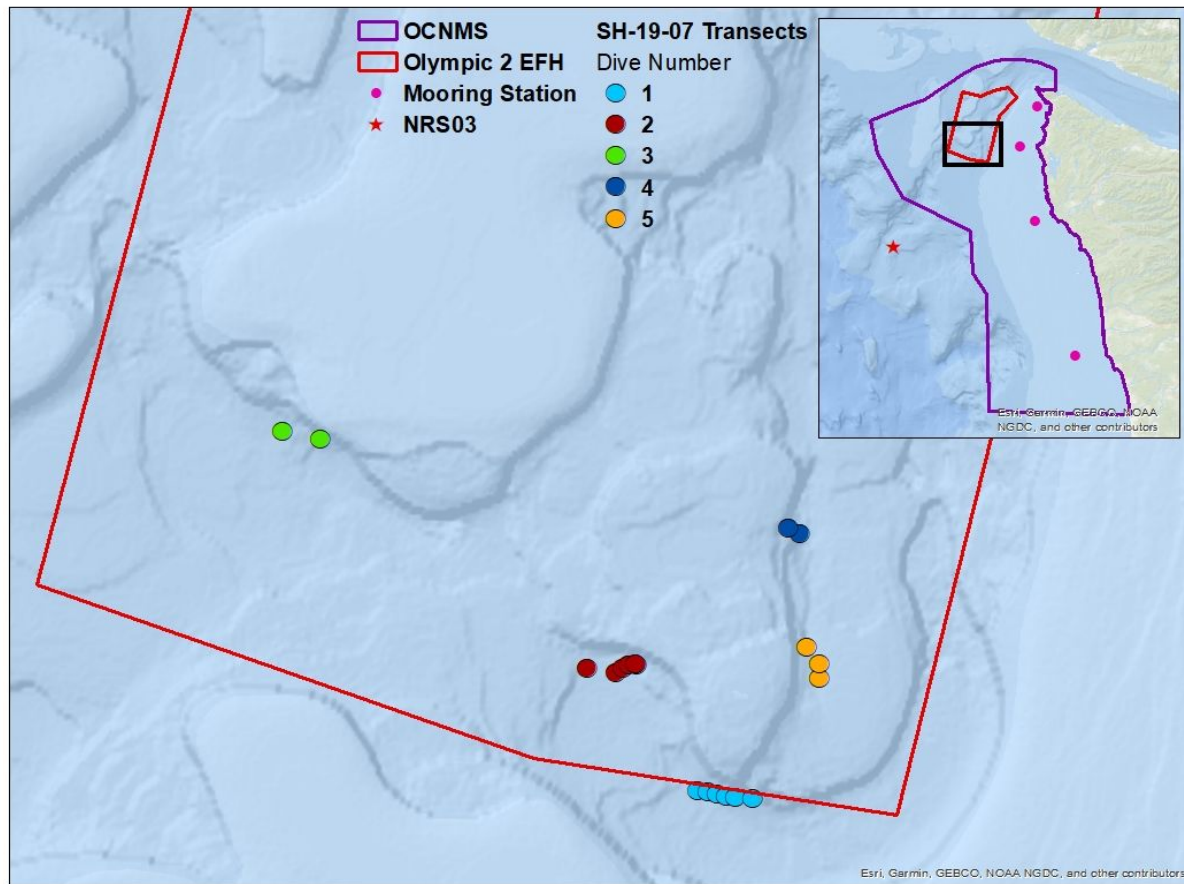 OCNMS
Olympic 2 EFH
Mooring Station
NRS03
SH-19-07 Transects
Dive Number
1
2
3
4
5
Esri, Garmin, GEBCO, NOAA
NGDC, and other contributors
Esri, Garmin, GEBCO, NOAA NGDC, and other contributors